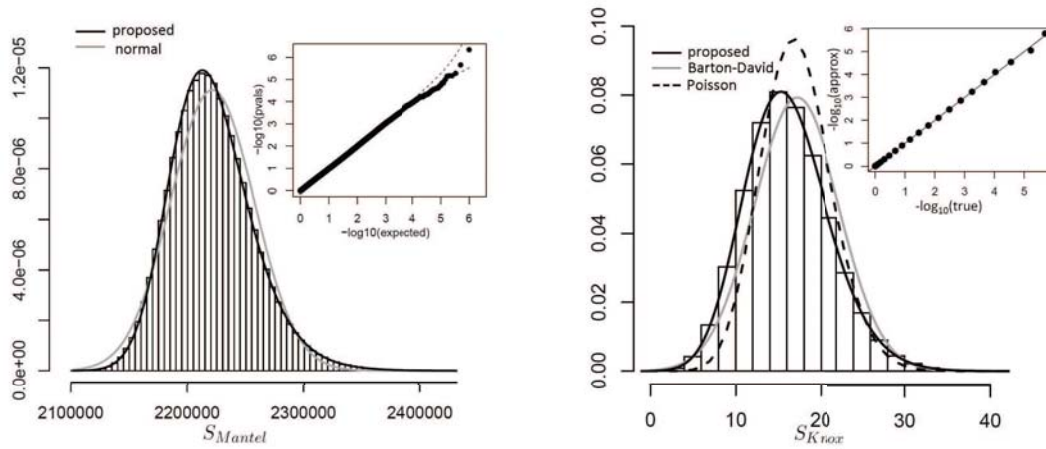 proposed
normal
1.2e-05
8.0e-06
4.0e-06
0.0e+00
2100000 2200000 2300000 2400000
S_Mantel
-log10(pvals)
6
5
4
3
2
1
0
0 1 2 3 4 5 6
-log10(expected)
proposed
Barton-David
Poisson
0.10
0.08
0.06
0.04
0.02
0.00
0 10 20 30 40
S_Knox
-log10(approx)
6
5
4
3
2
1
0
0 1 2 3 4 5
-log10(true)